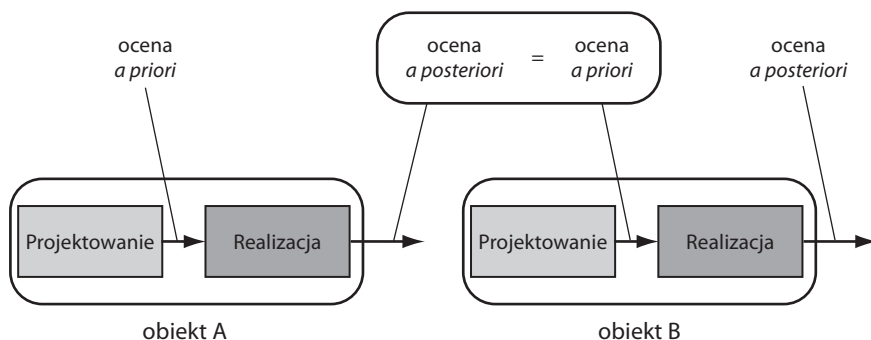 ocena
a priori
ocena
a posteriori
=
ocena
a priori
ocena
a posteriori
Projektowanie
Realizacja
Projektowanie
Realizacja
obiekt A
obiekt B